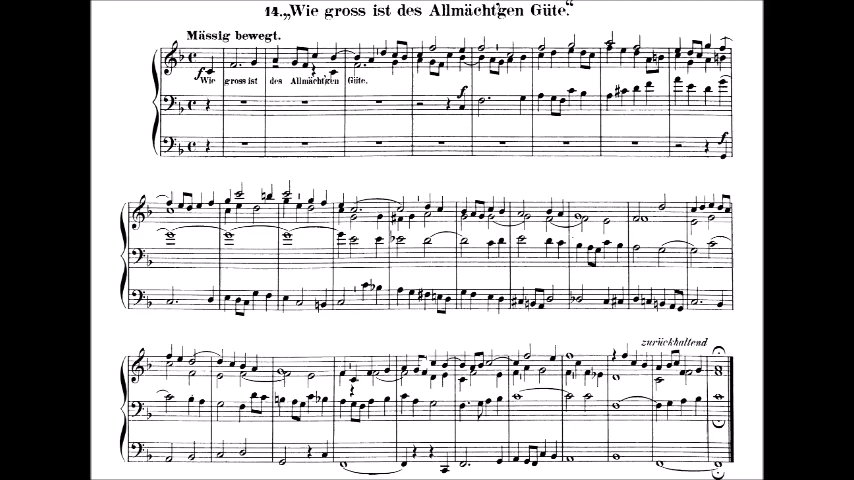 14. „Wie gross ist des Allmächt'gen Güte."
Mässig bewegt.
f
Wie gross ist des Allmächt'gen Güte.
f
f
zurückhaltend